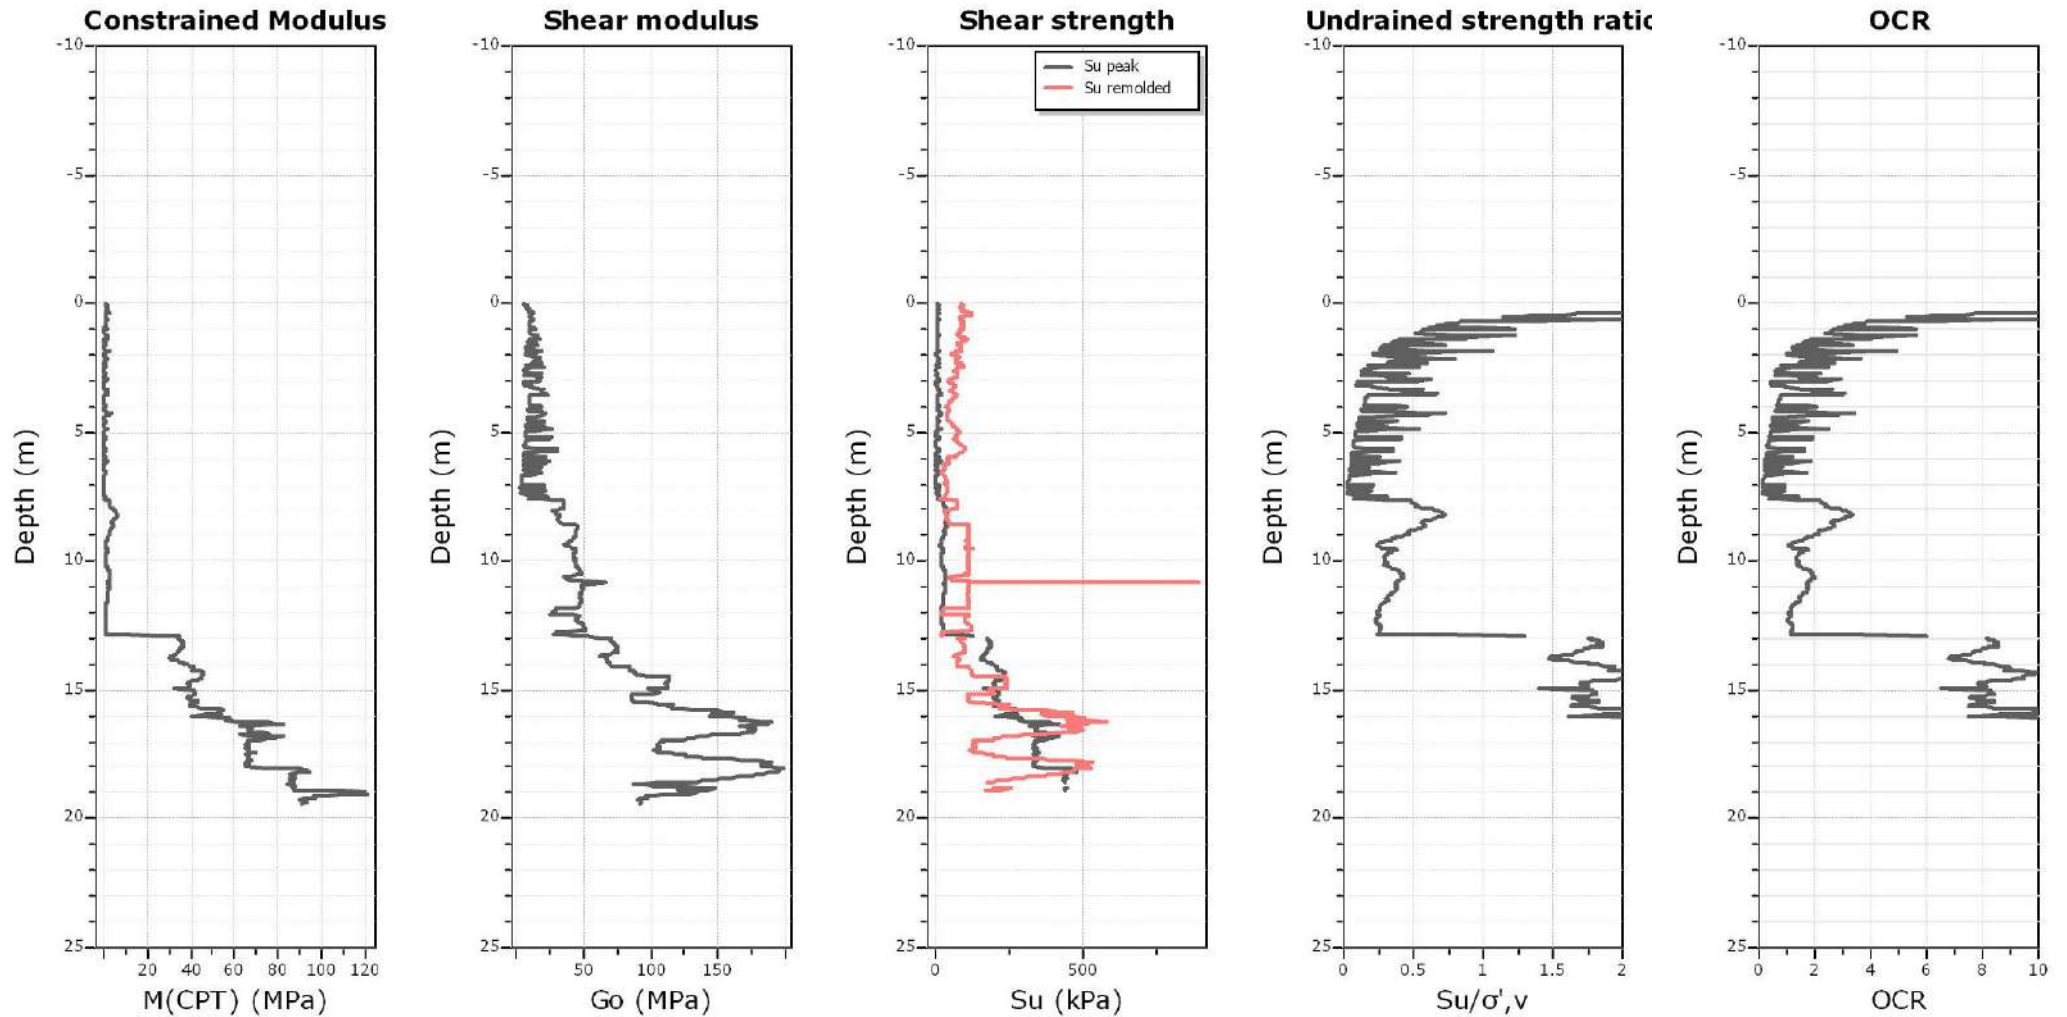 Constrained Modulus
-10
-5
0
5
10
15
20
25
20 40 60 80 100 120
Depth (m)
M(CPT) (MPa)
Shear modulus
-10
-5
0
5
10
15
20
25
50 100 150
Depth (m)
Go (MPa)
Shear strength
Su peak
Su remolded
-10
-5
0
5
10
15
20
25
0 500
Depth (m)
Su (kPa)
Undrained strength ratio
-10
-5
0
5
10
15
20
25
0 0.5 1 1.5 2
Depth (m)
Su/σ',v
OCR
-10
-5
0
5
10
15
20
25
0 2 4 6 8 10
Depth (m)
OCR